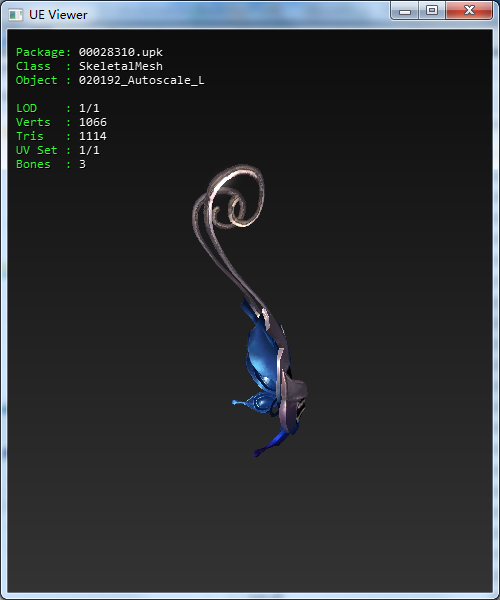 UE Viewer
Package: 00028310.upk
Class  : SkeletalMesh
Object : 020192_Autoscale_L
LOD    : 1/1
Verts  : 1066
Tris   : 1114
UV Set : 1/1
Bones  : 3